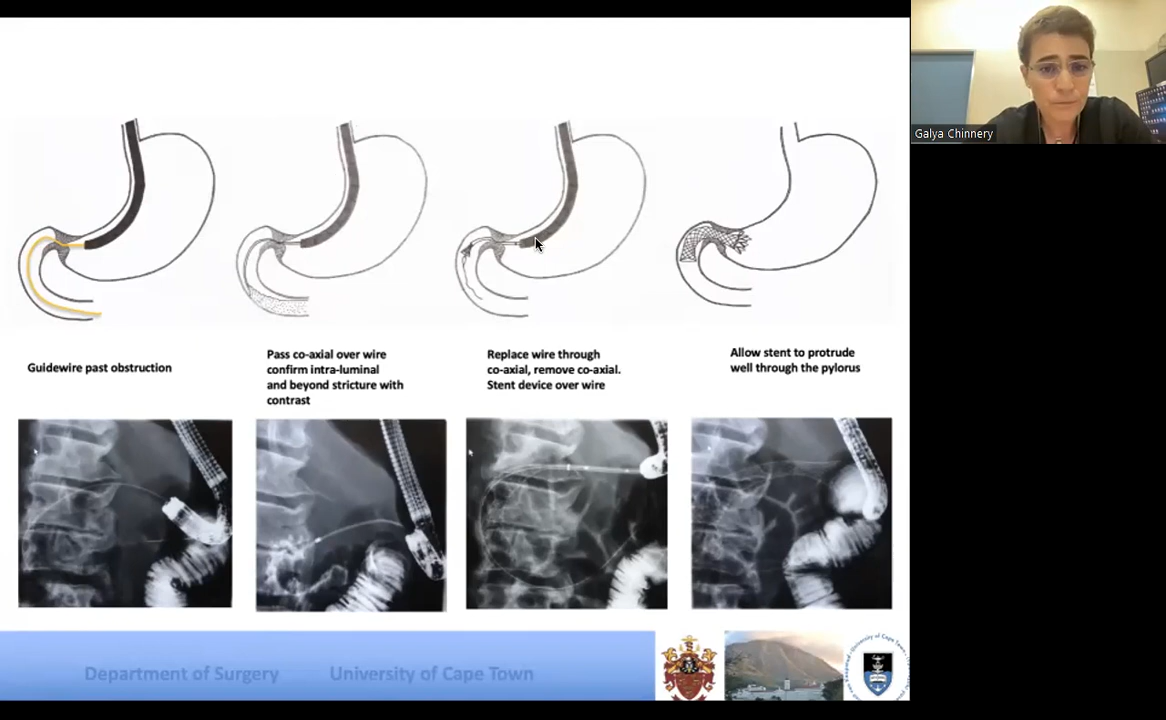 Galya Chinnery
Guidewire past obstruction
Pass co-axial over wire
confirm intra-luminal
and beyond stricture with
contrast
Replace wire through
co-axial, remove co-axial.
Stent device over wire
Allow stent to protrude
well through the pylorus
Department of Surgery University of Cape Town